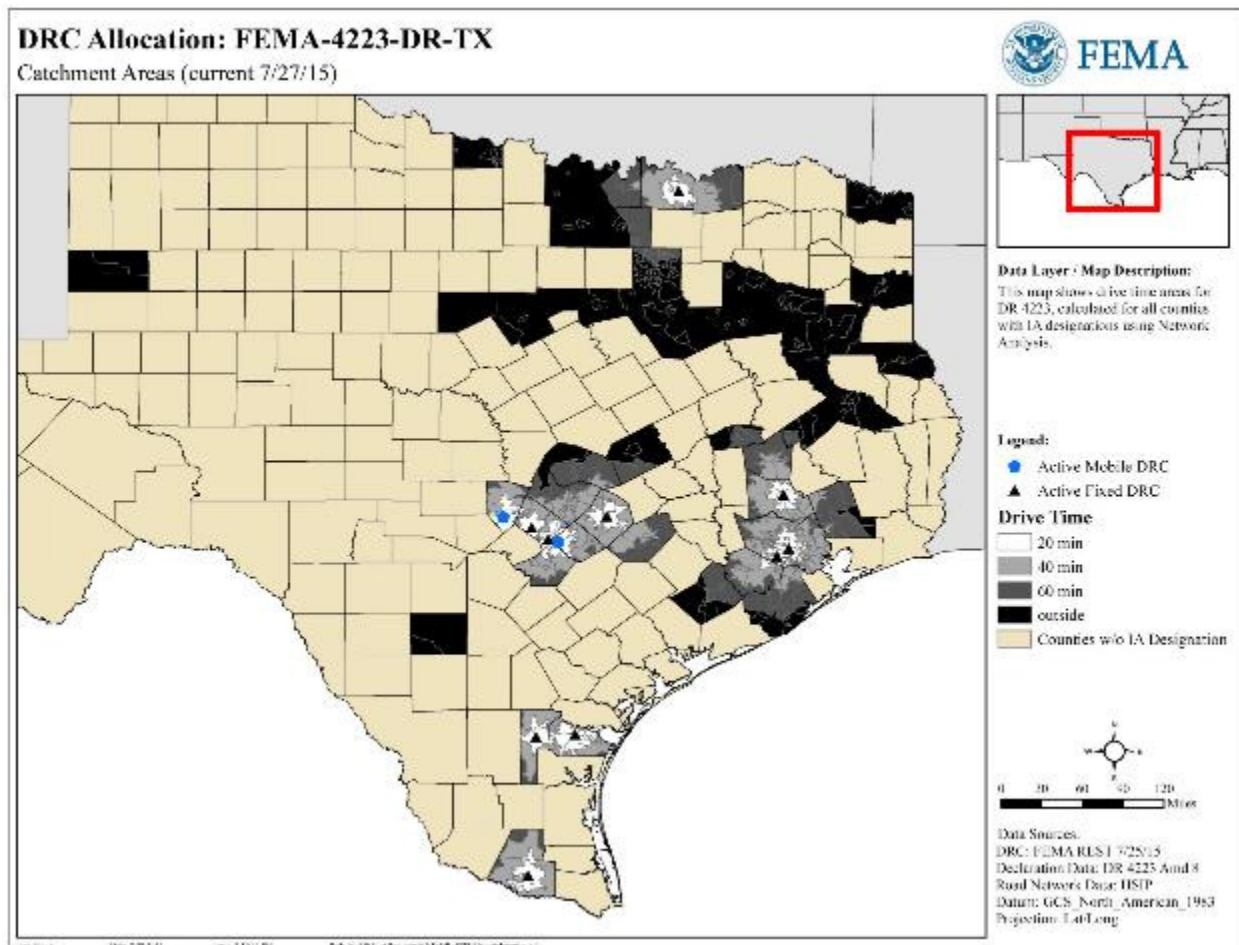 DRC Allocation: FEMA-4223-DR-TX
Catchment Areas (current 7/27/15)
FEMA
Data Layer / Map Description:
This map shows drive time areas for
DR 4223, calculated for all counties
with IA designations using Network
Analysis.
Legend:
Active Mobile DRC
Active Fixed DRC
Drive Time
20 min
40 min
60 min
outside
Counties w/o IA Designation
N
W E
S
0 30 60 90 120
Miles
Data Sources:
DRC: FEMA REST 7/25/15
Declaration Data: DR 4223 Amd 8
Road Network Data: HSIP
Datum: GCS_North_American_1983
Projection: Lat/Long